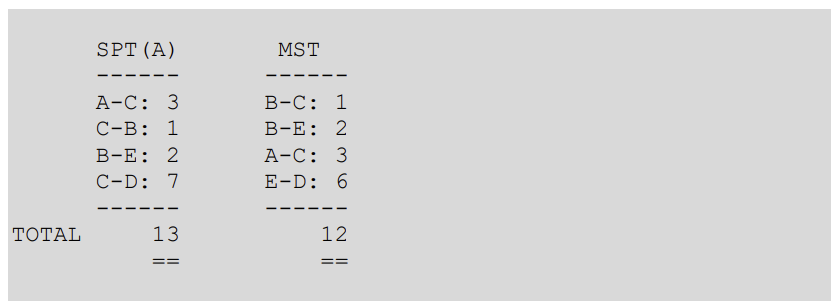 SPT(A) MST
------ ------
A-C: 3 B-C: 1
C-B: 1 B-E: 2
B-E: 2 A-C: 3
C-D: 7 E-D: 6
------ ------
TOTAL 13 12
== ==